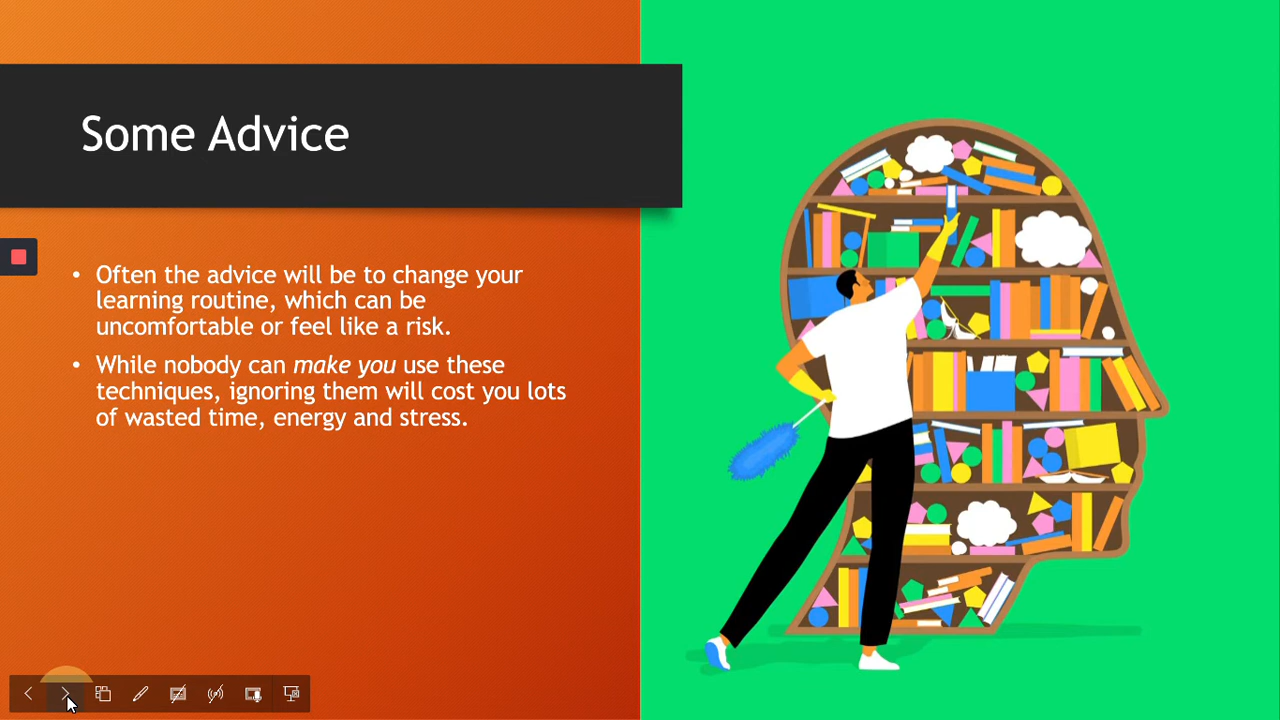 Some Advice
• Often the advice will be to change your
learning routine, which can be
uncomfortable or feel like a risk.
• While nobody can make you use these
techniques, ignoring them will cost you lots
of wasted time, energy and stress.